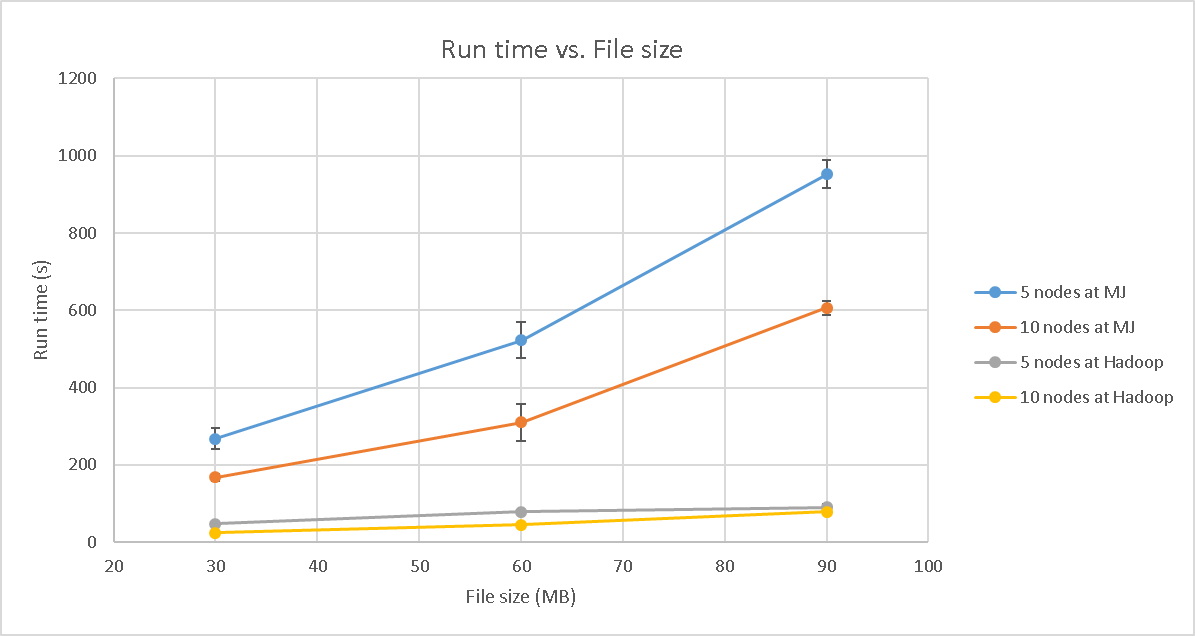 Run time vs. File size
1200
1000
800
600
400
200
0
Run time (s)
20 30 40 50 60 70 80 90 100
File size (MB)
5 nodes at MJ
10 nodes at MJ
5 nodes at Hadoop
10 nodes at Hadoop